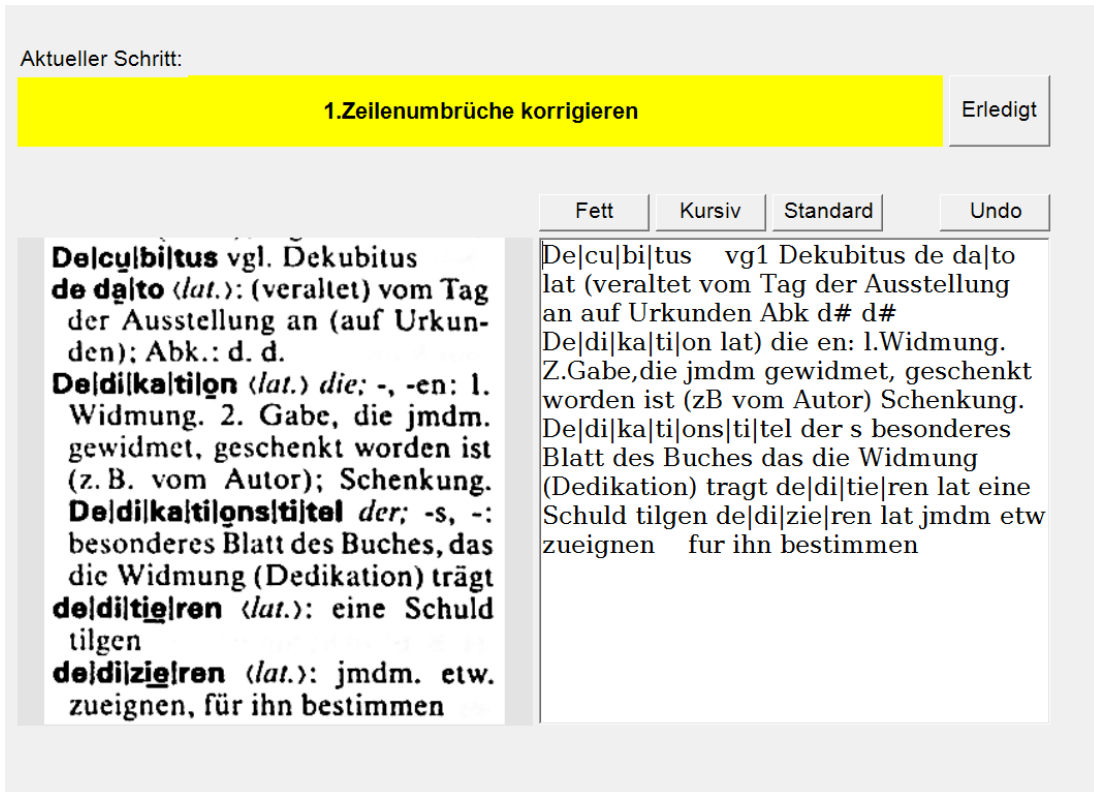 Aktueller Schritt:
1.Zeilenumbrüche korrigieren
Erledigt
Fett
Kursiv
Standard
Undo
De|cu̱|bi|tus vgl. Dekubitus
de da̱|to ⟨lat.⟩: (veraltet) vom Tag
der Ausstellung an (auf Urkun-
den); Abk.: d. d.
De|di|ka|ti|o̱n ⟨lat.⟩ die; -, -en: 1.
Widmung. 2. Gabe, die jmdm.
gewidmet, geschenkt worden ist
(z. B. vom Autor); Schenkung.
De|di|ka|ti|o̱ns|ti|tel der; -s, -:
besonderes Blatt des Buches, das
die Widmung (Dedikation) trägt
de|di|ti̱e̱|ren ⟨lat.⟩: eine Schuld
tilgen
de|di|zi̱e̱|ren ⟨lat.⟩: jmdm. etw.
zueignen, für ihn bestimmen
De|cu|bi|tus vg1 Dekubitus de da|to
lat (veraltet vom Tag der Ausstellung
an auf Urkunden Abk d# d#
De|di|ka|ti|on lat) die en: l.Widmung.
Z.Gabe,die jmdm gewidmet, geschenkt
worden ist (zB vom Autor) Schenkung.
De|di|ka|ti|ons|ti|tel der s besonderes
Blatt des Buches das die Widmung
(Dedikation) tragt de|di|tie|ren lat eine
Schuld tilgen de|di|zie|ren lat jmdm etw
zueignen fur ihn bestimmen